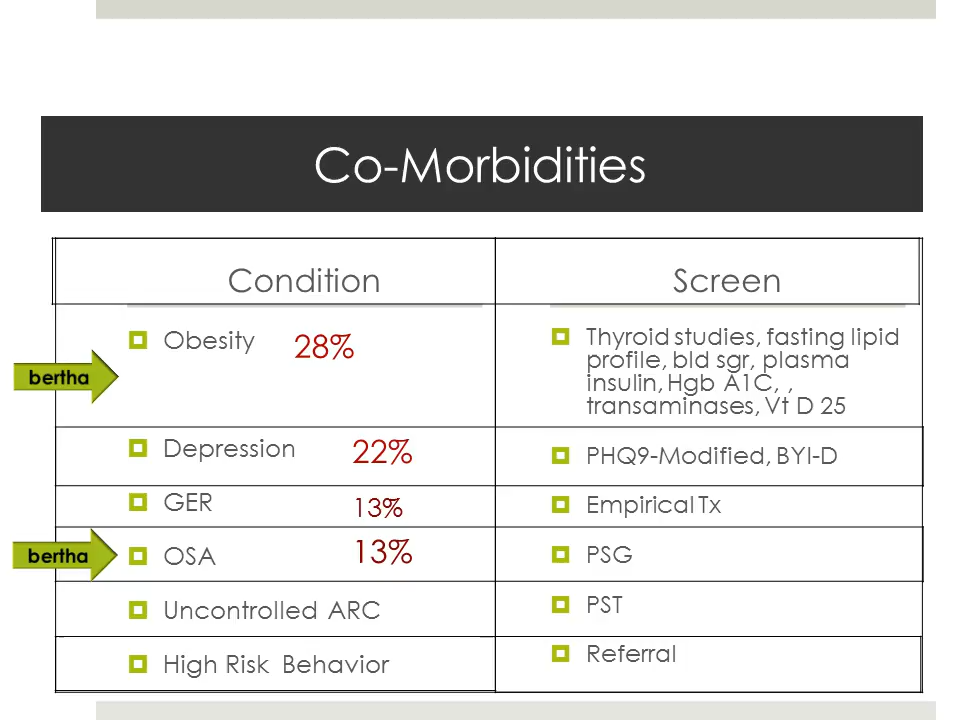 Co-Morbidities
Condition
Screen
Obesity 28%
Thyroid studies, fasting lipid
profile, bld sgr, plasma
insulin, Hgb A1C, ,
transaminases, Vt D 25
bertha
Depression 22%
PHQ9-Modified, BYI-D
GER 13%
Empirical Tx
bertha
OSA 13%
PSG
Uncontrolled ARC
PST
High Risk Behavior
Referral